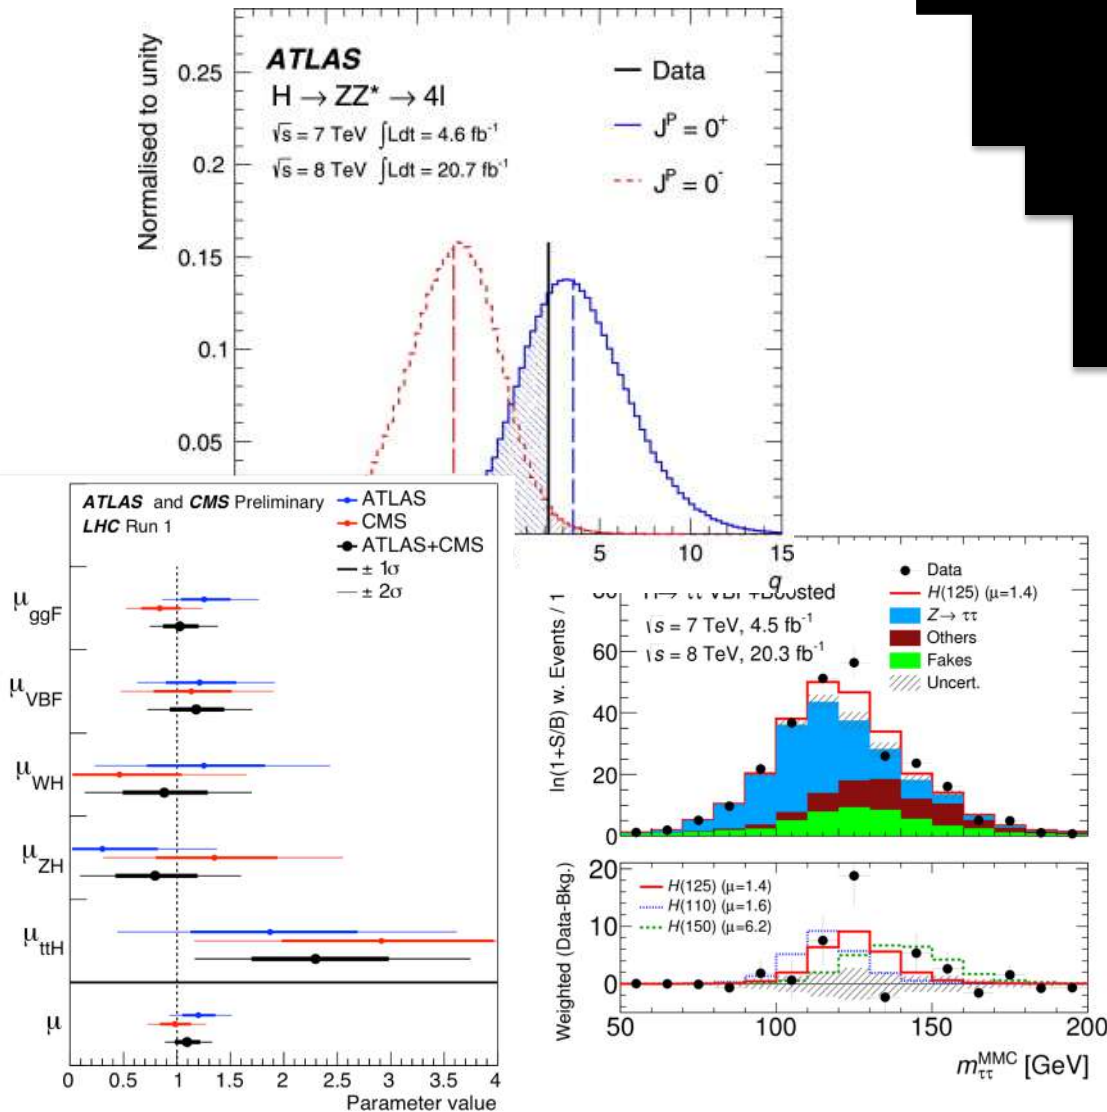 Normalised to unity
0.25
0.2
0.15
0.1
0.05
ATLAS
H → ZZ* → 4l
√s = 7 TeV ∫Ldt = 4.6 fb⁻¹
√s = 8 TeV ∫Ldt = 20.7 fb⁻¹
Data
Jᴾ = 0⁺
Jᴾ = 0⁻
5 10 15
q
ATLAS and CMS Preliminary
LHC Run 1
ATLAS
CMS
ATLAS+CMS
± 1σ
± 2σ
μ ggF
μ VBF
μ WH
μ ZH
μ ttH
μ
0 0.5 1 1.5 2 2.5 3 3.5 4
Parameter value
ln(1+S/B) w. Events / 1
60
40
20
0
√s = 7 TeV, 4.5 fb⁻¹
√s = 8 TeV, 20.3 fb⁻¹
Data
H(125) (μ=1.4)
Z→ ττ
Others
Fakes
Uncert.
Weighted (Data-Bkg.)
20
10
0
H(125) (μ=1.4)
H(110) (μ=1.6)
H(150) (μ=6.2)
50 100 150 200
m_ττ^MMC [GeV]